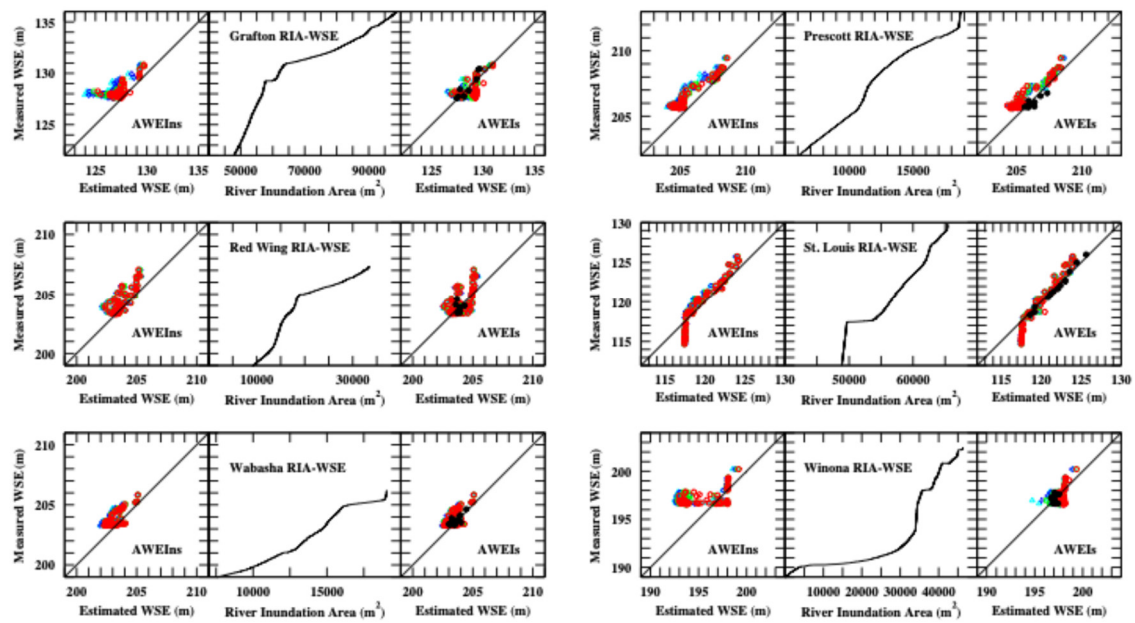 Grafton RIA-WSE
Measured WSE (m)
135
130
125
AWEIns
AWEIs
125 130 135
50000 70000 90000
125 130 135
Estimated WSE (m)
River Inundation Area (m²)
Estimated WSE (m)
Prescott RIA-WSE
Measured WSE (m)
210
205
AWEIns
AWEIs
205 210
10000 15000
205 210
Estimated WSE (m)
River Inundation Area (m²)
Estimated WSE (m)
Red Wing RIA-WSE
Measured WSE (m)
210
205
200
AWEIns
AWEIs
200 205 210
10000 30000
200 205 210
Estimated WSE (m)
River Inundation Area (m²)
Estimated WSE (m)
St. Louis RIA-WSE
Measured WSE (m)
130
125
120
115
AWEIns
AWEIs
115 120 125 130
50000 60000
115 120 125 130
Estimated WSE (m)
River Inundation Area (m²)
Estimated WSE (m)
Wabasha RIA-WSE
Measured WSE (m)
210
205
200
AWEIns
AWEIs
200 205 210
10000 15000
200 205 210
Estimated WSE (m)
River Inundation Area (m²)
Estimated WSE (m)
Winona RIA-WSE
Measured WSE (m)
200
195
190
AWEIns
AWEIs
190 195 200
10000 20000 30000 40000
190 195 200
Estimated WSE (m)
River Inundation Area (m²)
Estimated WSE (m)